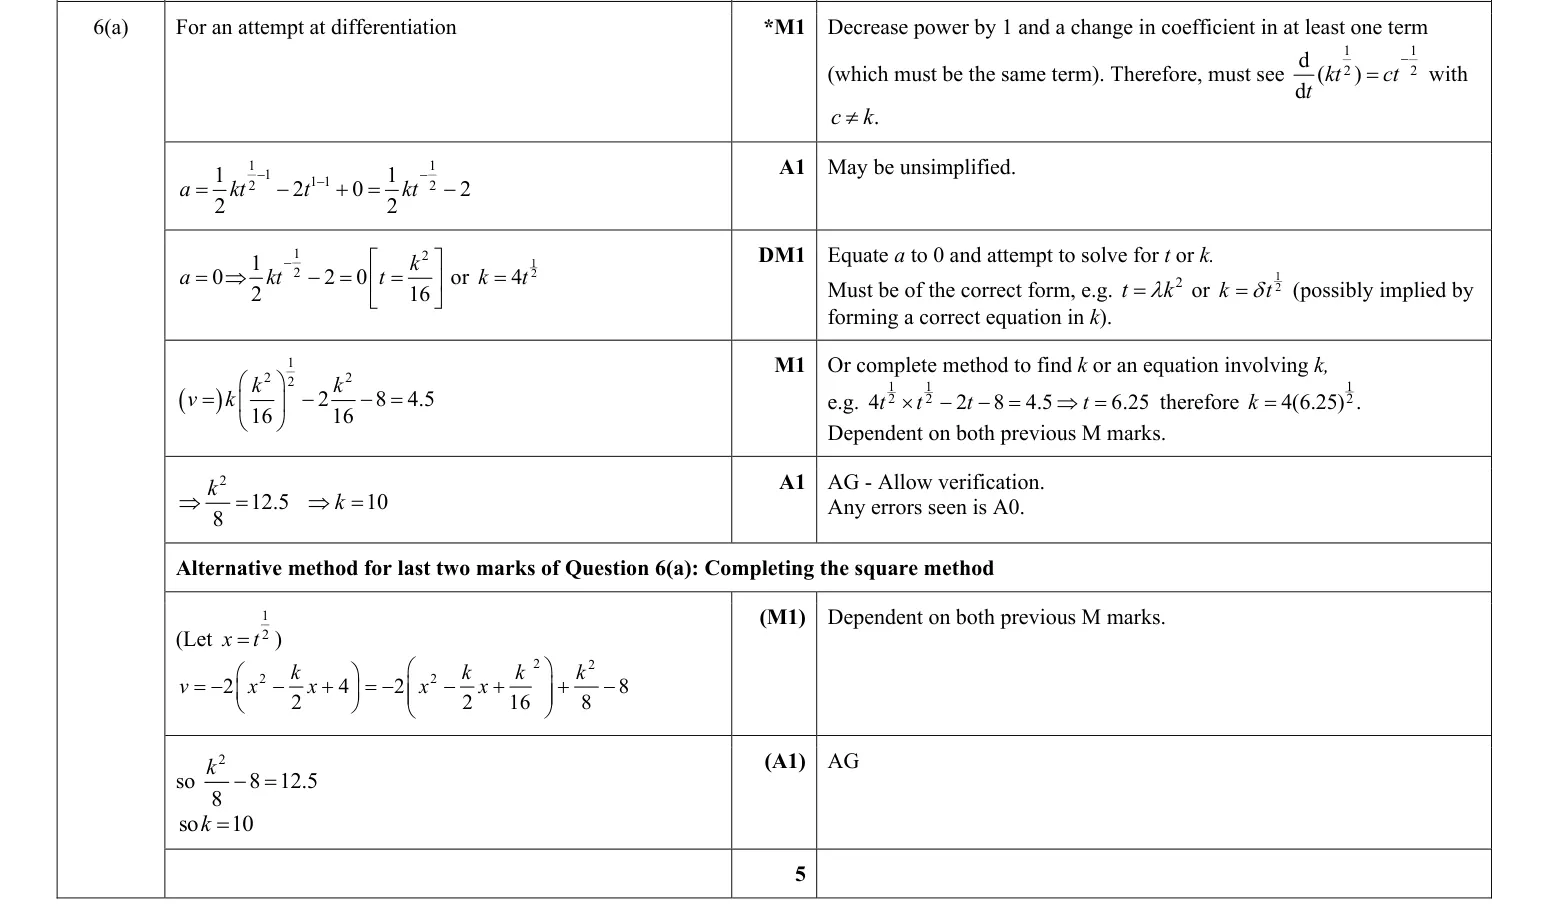 6(a) For an attempt at differentiation *M1 Decrease power by 1 and a change in coefficient in at least one term
(which must be the same term). Therefore, must see d/dt (kt^(1/2)) = ct^(−1/2) with
c ≠ k.
a = 1/2 kt^(1/2 −1) − 2t^(1−1) + 0 = 1/2 kt^(−1/2) − 2 A1 May be unsimplified.
a = 0 ⇒ 1/2 kt^(−1/2) − 2 = 0 [t = k²/16] or k = 4t^(1/2) DM1 Equate a to 0 and attempt to solve for t or k.
Must be of the correct form, e.g. t = λk² or k = δt^(1/2) (possibly implied by
forming a correct equation in k).
(v =) k(k²/16)^(1/2) − 2 k²/16 − 8 = 4.5 M1 Or complete method to find k or an equation involving k,
e.g. 4t^(1/2) × t^(1/2) − 2t − 8 = 4.5 ⇒ t = 6.25 therefore k = 4(6.25)^(1/2).
Dependent on both previous M marks.
⇒ k²/8 = 12.5 ⇒ k = 10 A1 AG - Allow verification.
Any errors seen is A0.
Alternative method for last two marks of Question 6(a): Completing the square method
(Let x = t^(1/2)) (M1) Dependent on both previous M marks.
v = −2(x² − k/2 x + 4) = −2(x² − k/2 x + k/16 ²) + k²/8 − 8
so k²/8 − 8 = 12.5 (A1) AG
so k = 10
5